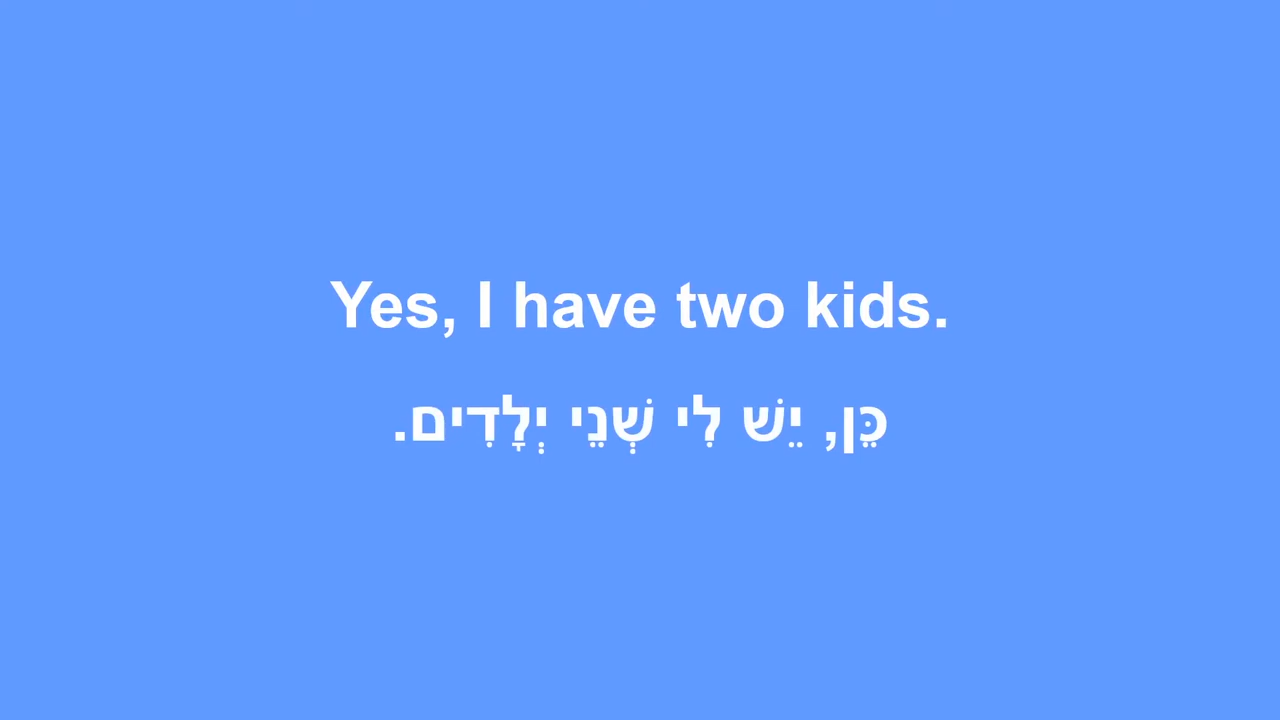 Yes, I have two kids.
כֵּן, יֵשׁ לִי שְׁנֵי יְלָדִים.